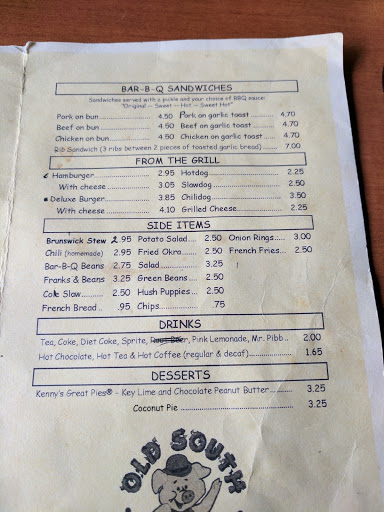 BAR-B-Q SANDWICHES
Sandwiches served with a pickle and your choice of BBQ sauce:
"Original -- Sweet -- Hot -- Sweet Hot"
Pork on bun.................. 4.50 Pork on garlic toast.......... 4.70
Beef on bun.................. 4.50 Beef on garlic toast.......... 4.70
Chicken on bun............. 4.50 Chicken on garlic toast.... 4.70
Rib Sandwich (3 ribs between 2 pieces of toasted garlic bread)....... 7.00
FROM THE GRILL
Hamburger.................. 2.95 Hotdog........................ 2.25
With cheese............... 3.05 Slawdog...................... 2.50
Deluxe Burger............. 3.85 Chilidog...................... 3.50
With cheese............... 4.10 Grilled Cheese............. 2.25
SIDE ITEMS
Brunswick Stew 2.95 Potato Salad.... 2.50 Onion Rings..... 3.00
Chili (homemade) 2.95 Fried Okra....... 2.50 French Fries... 2.50
Bar-B-Q Beans 2.75 Salad............... 3.25
Franks & Beans 3.25 Green Beans.... 2.50
Cole Slaw......... 2.50 Hush Puppies... 2.50
French Bread .. .95 Chips............... .75
DRINKS
Tea, Coke, Diet Coke, Sprite, Root Beer, Pink Lemonade, Mr. Pibb.. 2.00
Hot Chocolate, Hot Tea & Hot Coffee (regular & decaf)............... 1.65
DESSERTS
Kenny's Great Pies® - Key Lime and Chocolate Peanut Butter........... 3.25
Coconut Pie ................................ 3.25
OLD SOUTH